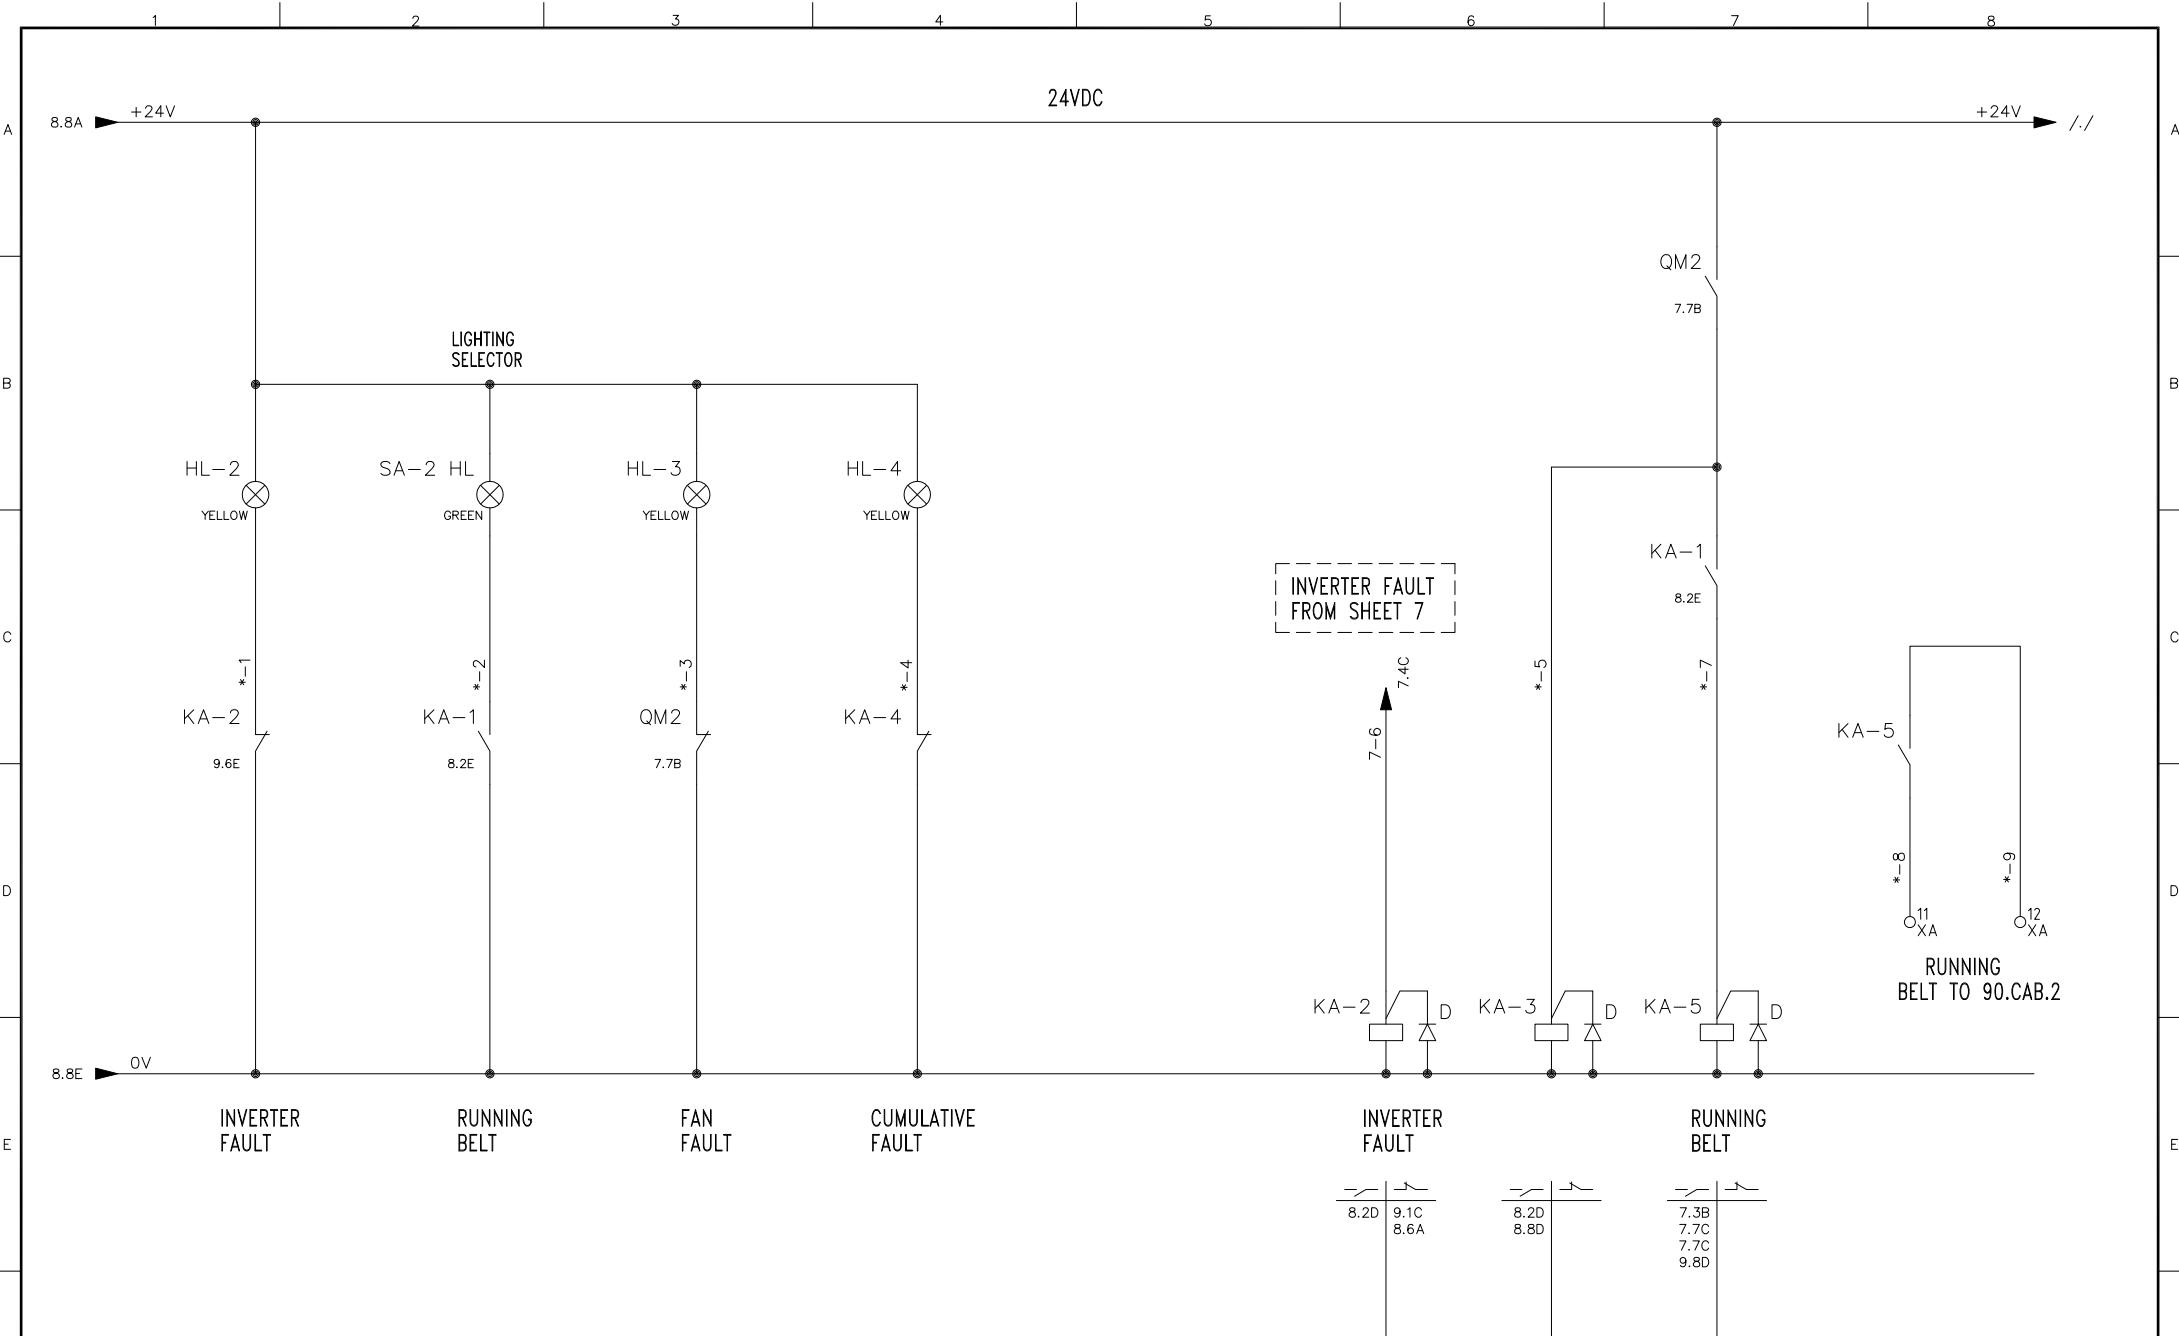 1 2 3 4 5 6 7 8
24VDC
8.8A +24V +24V /./
A A
QM2
7.7B
LIGHTING
SELECTOR
B B
HL-2 SA-2 HL HL-3 HL-4
YELLOW GREEN YELLOW YELLOW
KA-1
8.2E
INVERTER FAULT
FROM SHEET 7
C C
*-1 *-2 *-3 *-4 7.4C *-5 *-7
KA-2 KA-1 QM2 KA-4 7-6 KA-5
9.6E 8.2E 7.7B
*-8 *-9
D D
11 12
XA XA
RUNNING
BELT TO 90.CAB.2
KA-2 D KA-3 D KA-5 D
8.8E 0V
INVERTER RUNNING FAN CUMULATIVE INVERTER RUNNING
FAULT BELT FAULT FAULT FAULT BELT
E E
8.2D 9.1C 8.2D 7.3B
8.6A 8.8D 7.7C
7.7C
9.8D